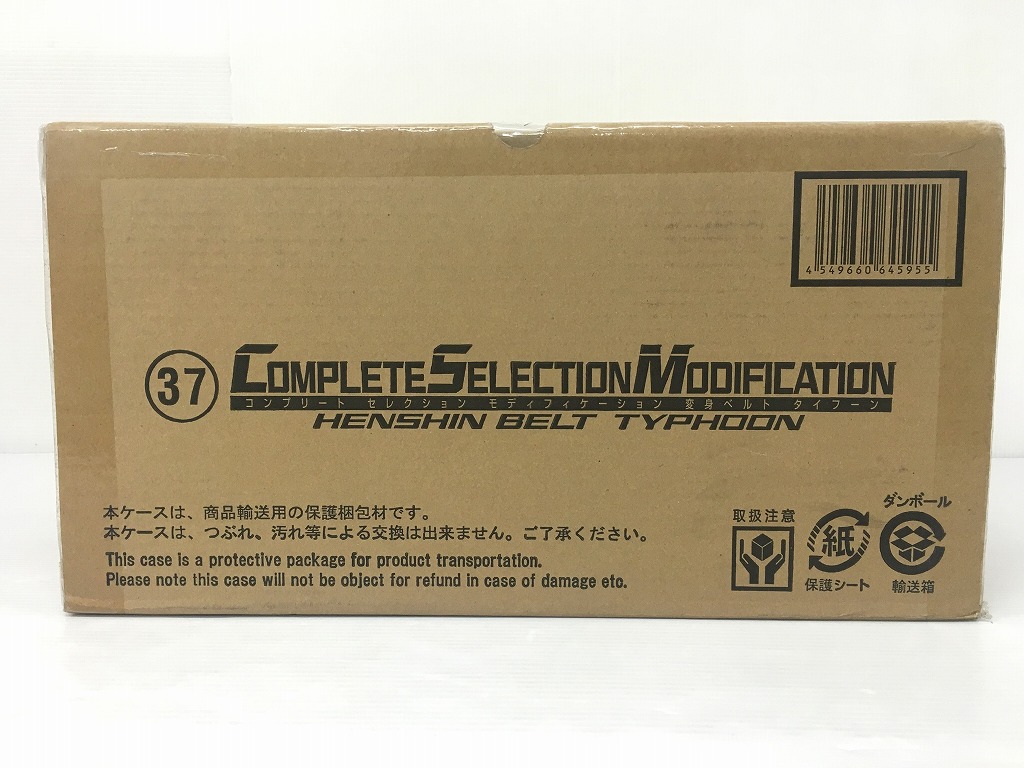 4 549660 645955
37 COMPLETE SELECTION MODIFICATION
コンプリート セレクション モディフィケーション 変身ベルト タイフーン
HENSHIN BELT TYPHOON
本ケースは、商品輸送用の保護梱包材です。
本ケースは、つぶれ、汚れ等による交換は出来ません。ご了承ください。
This case is a protective package for product transportation.
Please note this case will not be object for refund in case of damage etc.
取扱注意
紙
保護シート
ダンボール
輸送箱